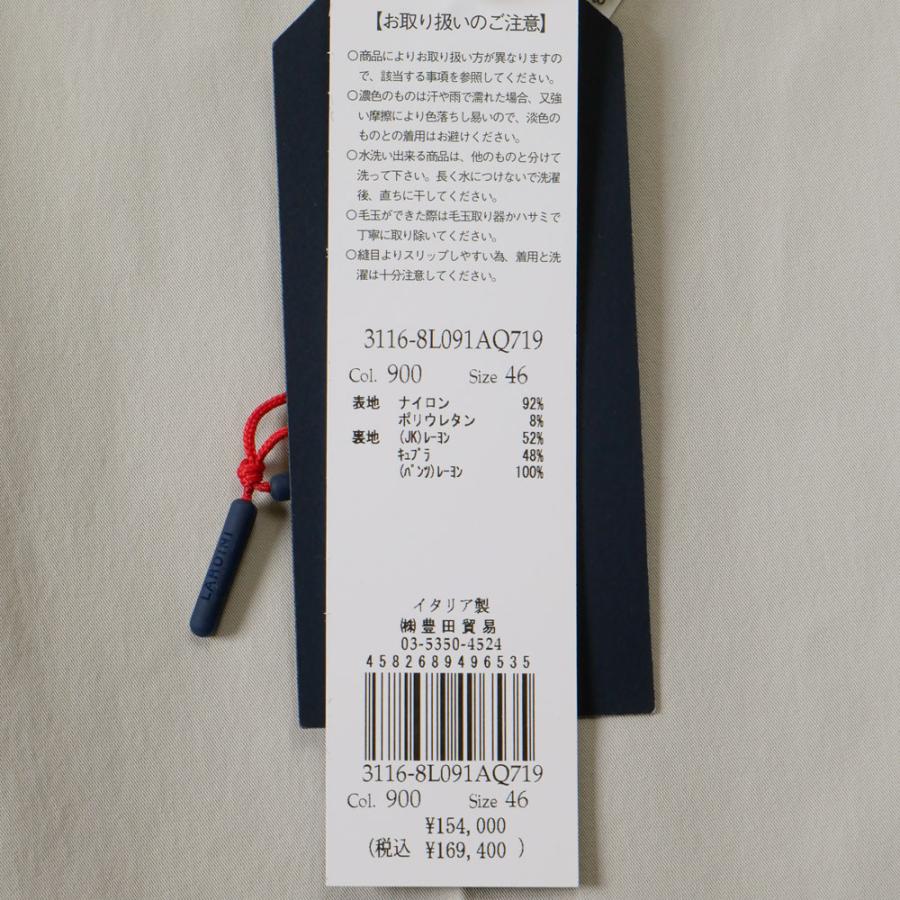 【お取り扱いのご注意】
○商品によりお取り扱い方が異なりますの
で、該当する事項を参照してください。
○濃色のものは汗や雨で濡れた場合、又強
い摩擦により色落ちし易いので、淡色の
ものとの着用はお避けください。
○水洗い出来る商品は、他のものと分けて
洗って下さい。長く水につけないで洗濯
後、直ちに干してください。
○毛玉ができた際は毛玉取り器かハサミで
丁寧に取り除いてください。
○縫目よりスリップしやすい為、着用と洗
濯は十分注意してください。
3116-8L091AQ719
Col. 900 Size 46
表地 ナイロン 92%
ポリウレタン 8%
裏地 (JK)ﾚｰﾖﾝ 52%
ｷｭﾌﾟﾗ 48%
(ﾊﾟﾝﾂ)ﾚｰﾖﾝ 100%
LARDINI
イタリア製
㈱豊田貿易
03-5350-4524
4582689496535
3116-8L091AQ719
Col. 900 Size 46
¥154,000
(税込 ¥169,400 )